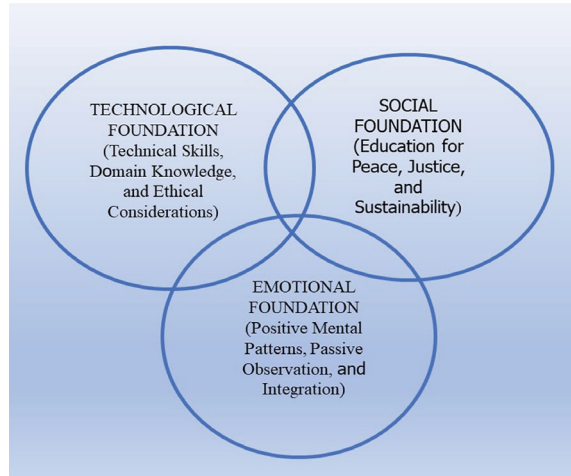 TECHNOLOGICAL
FOUNDATION
(Technical Skills,
Domain Knowledge,
and Ethical
Considerations)
SOCIAL
FOUNDATION
(Education for
Peace, Justice,
and
Sustainability)
EMOTIONAL
FOUNDATION
(Positive Mental
Patterns, Passive
Observation, and
Integration)